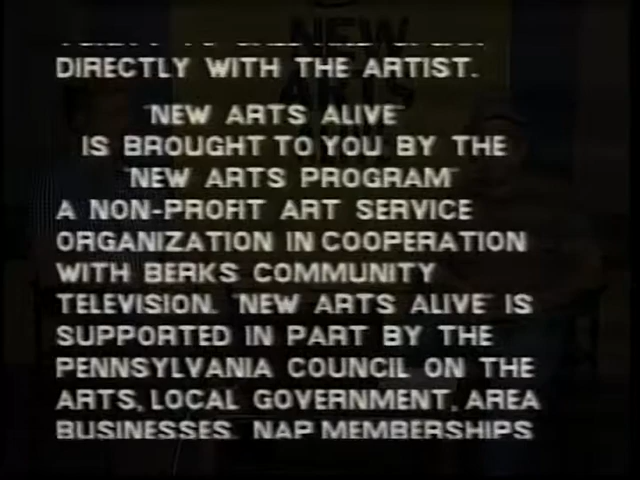 DIRECTLY WITH THE ARTIST.
"NEW ARTS ALIVE"
IS BROUGHT TO YOU BY THE
"NEW ARTS PROGRAM"
A NON-PROFIT ART SERVICE
ORGANIZATION IN COOPERATION
WITH BERKS COMMUNITY
TELEVISION. "NEW ARTS ALIVE" IS
SUPPORTED IN PART BY THE
PENNSYLVANIA COUNCIL ON THE
ARTS, LOCAL GOVERNMENT, AREA
BUSINESSES, NAP MEMBERSHIPS